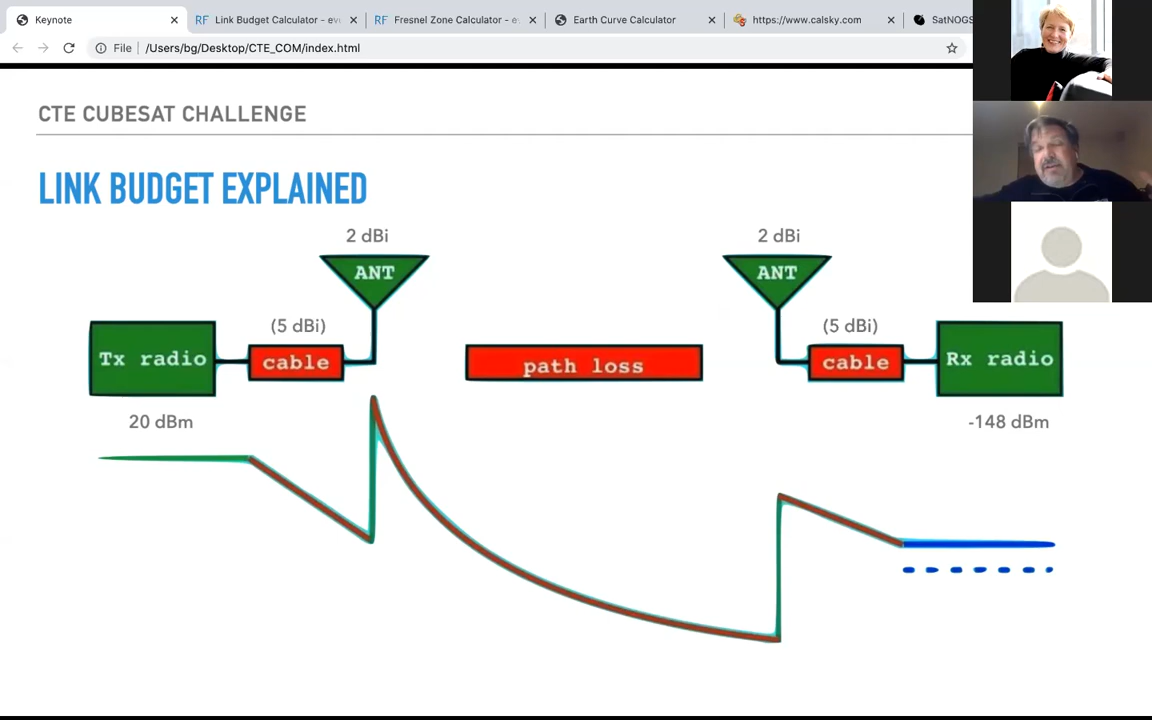 Keynote
Link Budget Calculator - eve
Fresnel Zone Calculator - e
Earth Curve Calculator
https://www.calsky.com
SatNOGS
File
/Users/bg/Desktop/CTE_COM/index.html
CTE CUBESAT CHALLENGE
LINK BUDGET EXPLAINED
2 dBi
2 dBi
ANT
ANT
(5 dBi)
(5 dBi)
Tx radio
cable
path loss
cable
Rx radio
20 dBm
-148 dBm